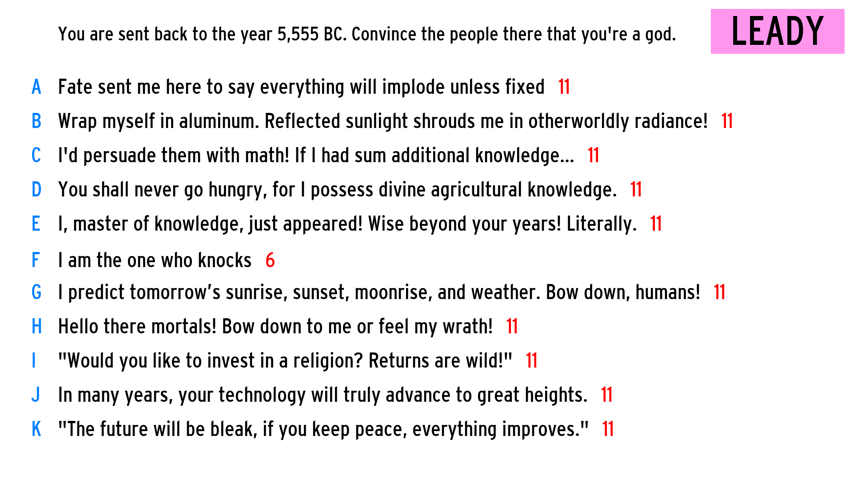 You are sent back to the year 5,555 BC. Convince the people there that you're a god.
LEADY
A Fate sent me here to say everything will implode unless fixed 11
B Wrap myself in aluminum. Reflected sunlight shrouds me in otherworldly radiance! 11
C I'd persuade them with math! If I had sum additional knowledge... 11
D You shall never go hungry, for I possess divine agricultural knowledge. 11
E I, master of knowledge, just appeared! Wise beyond your years! Literally. 11
F I am the one who knocks 6
G I predict tomorrow’s sunrise, sunset, moonrise, and weather. Bow down, humans! 11
H Hello there mortals! Bow down to me or feel my wrath! 11
I "Would you like to invest in a religion? Returns are wild!" 11
J In many years, your technology will truly advance to great heights. 11
K "The future will be bleak, if you keep peace, everything improves." 11